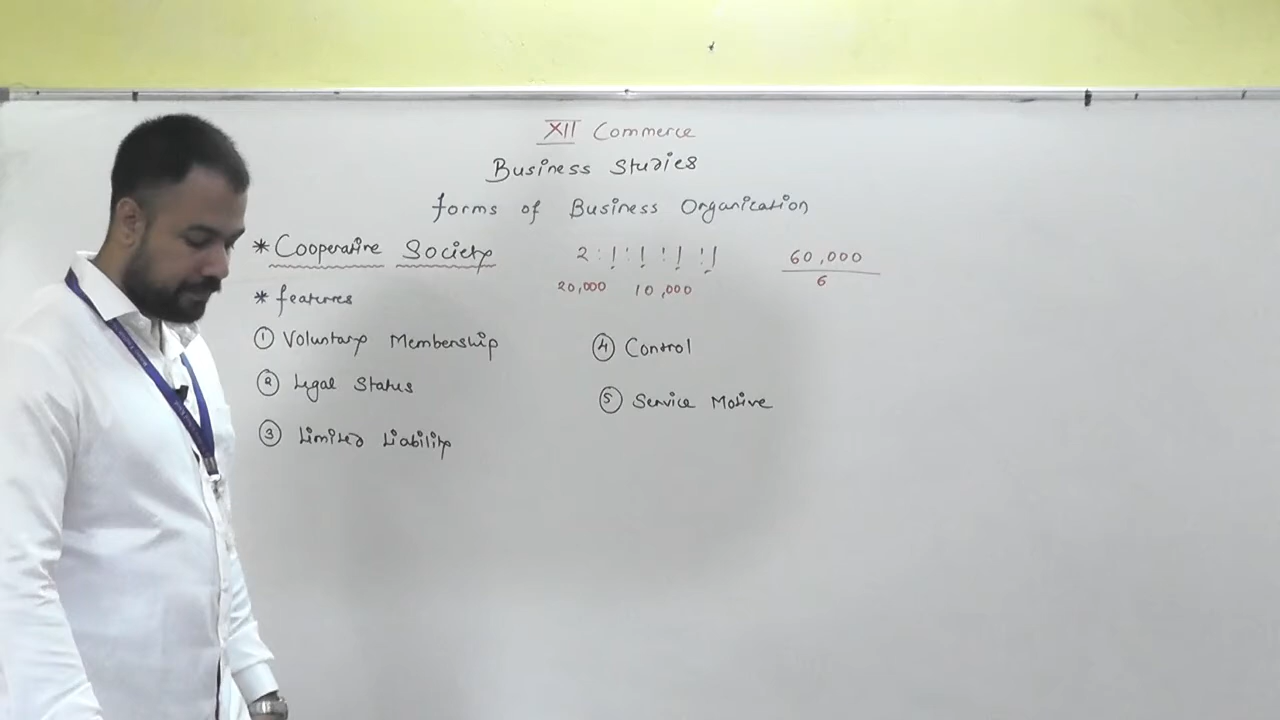 XII Commerce
Business Studies
forms of Business Organication
* Cooperative Society 2:1:1:1:1 60,000
6
20,000 10,000
* features
① Voluntary Membership
② Legal Status
③ Limited Liability
④ Control
⑤ Service Motive